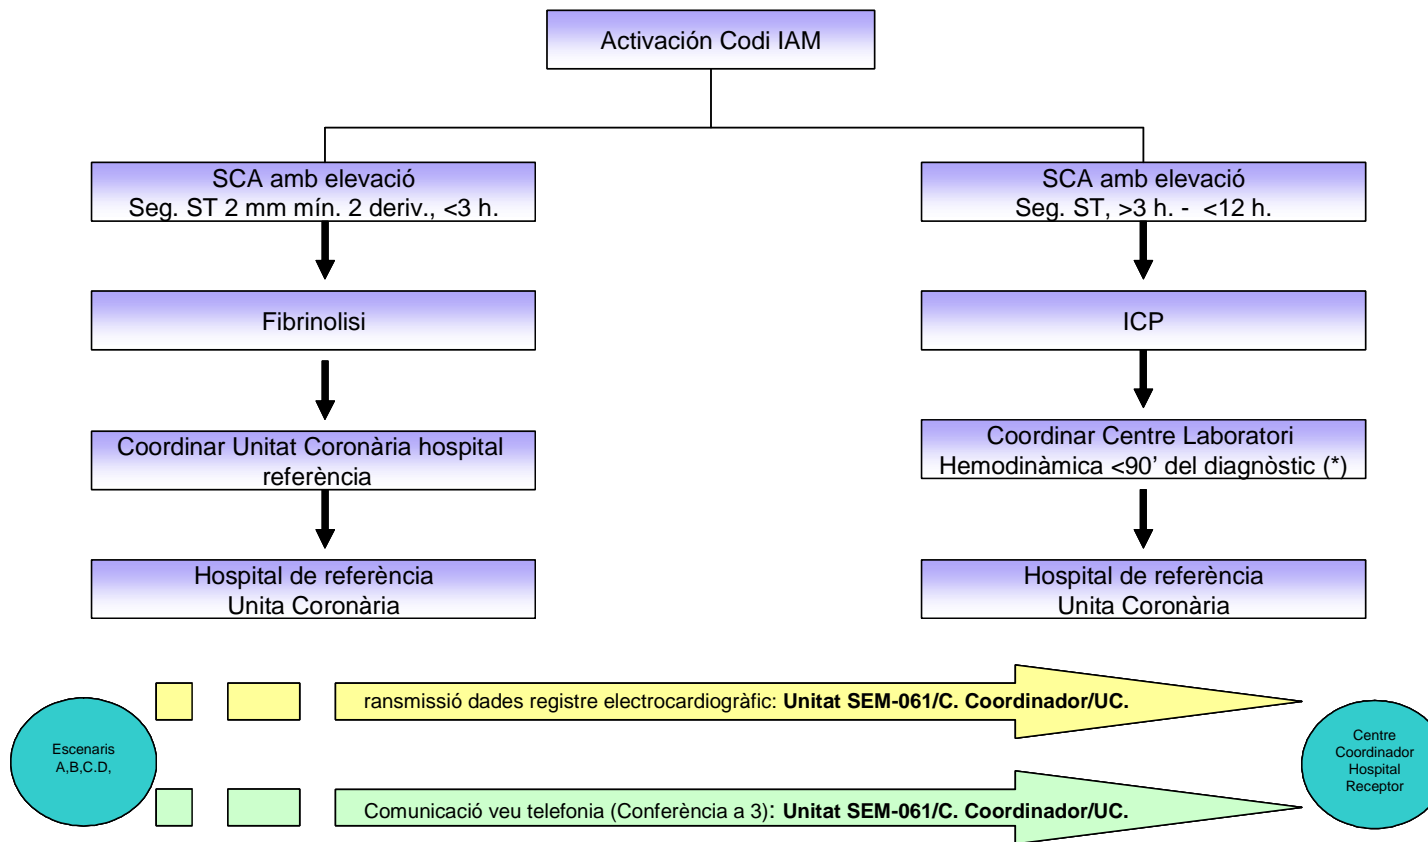 Activación Codi IAM
SCA amb elevació
Seg. ST 2 mm mín. 2 deriv., <3 h.
SCA amb elevació
Seg. ST, >3 h. - <12 h.
Fibrinolisi
ICP
Coordinar Unitat Coronària hospital
referència
Coordinar Centre Laboratori
Hemodinàmica <90’ del diagnòstic (*)
Hospital de referència
Unita Coronària
Hospital de referència
Unita Coronària
ransmissió dades registre electrocardiogràfic: Unitat SEM-061/C. Coordinador/UC.
Escenaris
A,B,C.D,
Centre
Coordinador
Hospital
Receptor
Comunicació veu telefonia (Conferència a 3): Unitat SEM-061/C. Coordinador/UC.